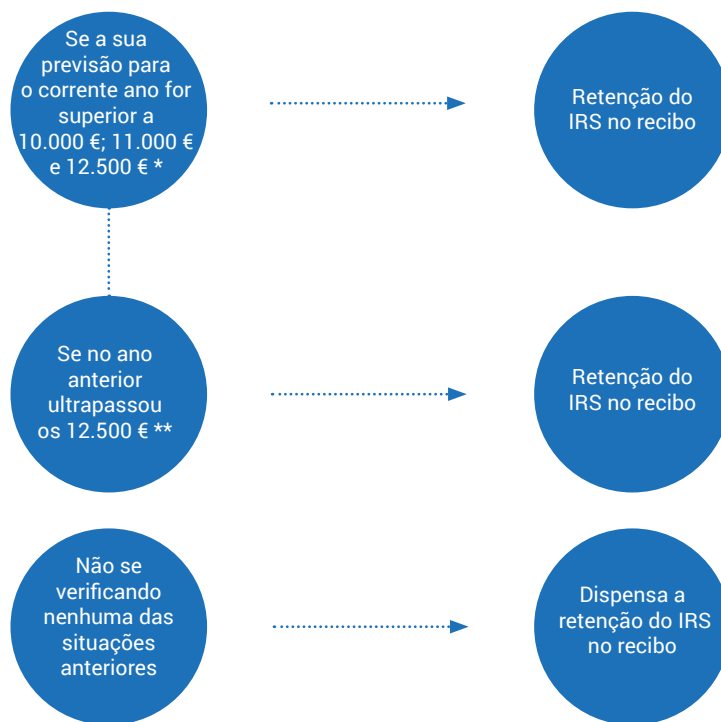 Se a sua
previsão para
o corrente ano for
superior a
10.000 €; 11.000 €
e 12.500 € *
Retenção do
IRS no recibo
Se no ano
anterior
ultrapassou
os 12.500 € **
Retenção do
IRS no recibo
Não se
verificando
nenhuma das
situações
anteriores
Dispensa a
retenção do IRS
no recibo